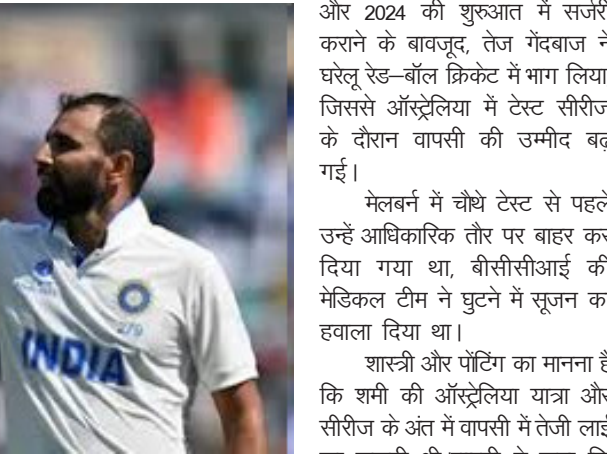 INDIA
और 2024 की शुरुआत में सर्जरी
कराने के बावजूद, तेज गेंदबाज ने
घरेलू रेड–बॉल क्रिकेट में भाग लिया
जिससे ऑस्ट्रेलिया में टेस्ट सीरीज
के दौरान वापसी की उम्मीद बढ़
गई।
मेलबर्न में चौथे टेस्ट से पहले
उन्हें आधिकारिक तौर पर बाहर कर
दिया गया था, बीसीसीआई की
मेडिकल टीम ने घुटने में सूजन का
हवाला दिया था।
शास्त्री और पोंटिंग का मानना है
कि शमी की ऑस्ट्रेलिया यात्रा और
सीरीज के अंत में वापसी में तेजी लाई